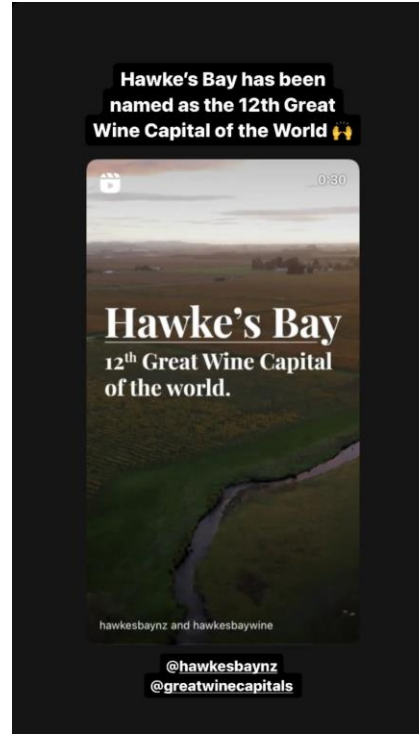 Hawke's Bay has been
named as the 12th Great
Wine Capital of the World 🙌
0:30
Hawke's Bay
12th Great Wine Capital
of the world.
hawkesbaynz and hawkesbaywine
@hawkesbaynz
@greatwinecapitals